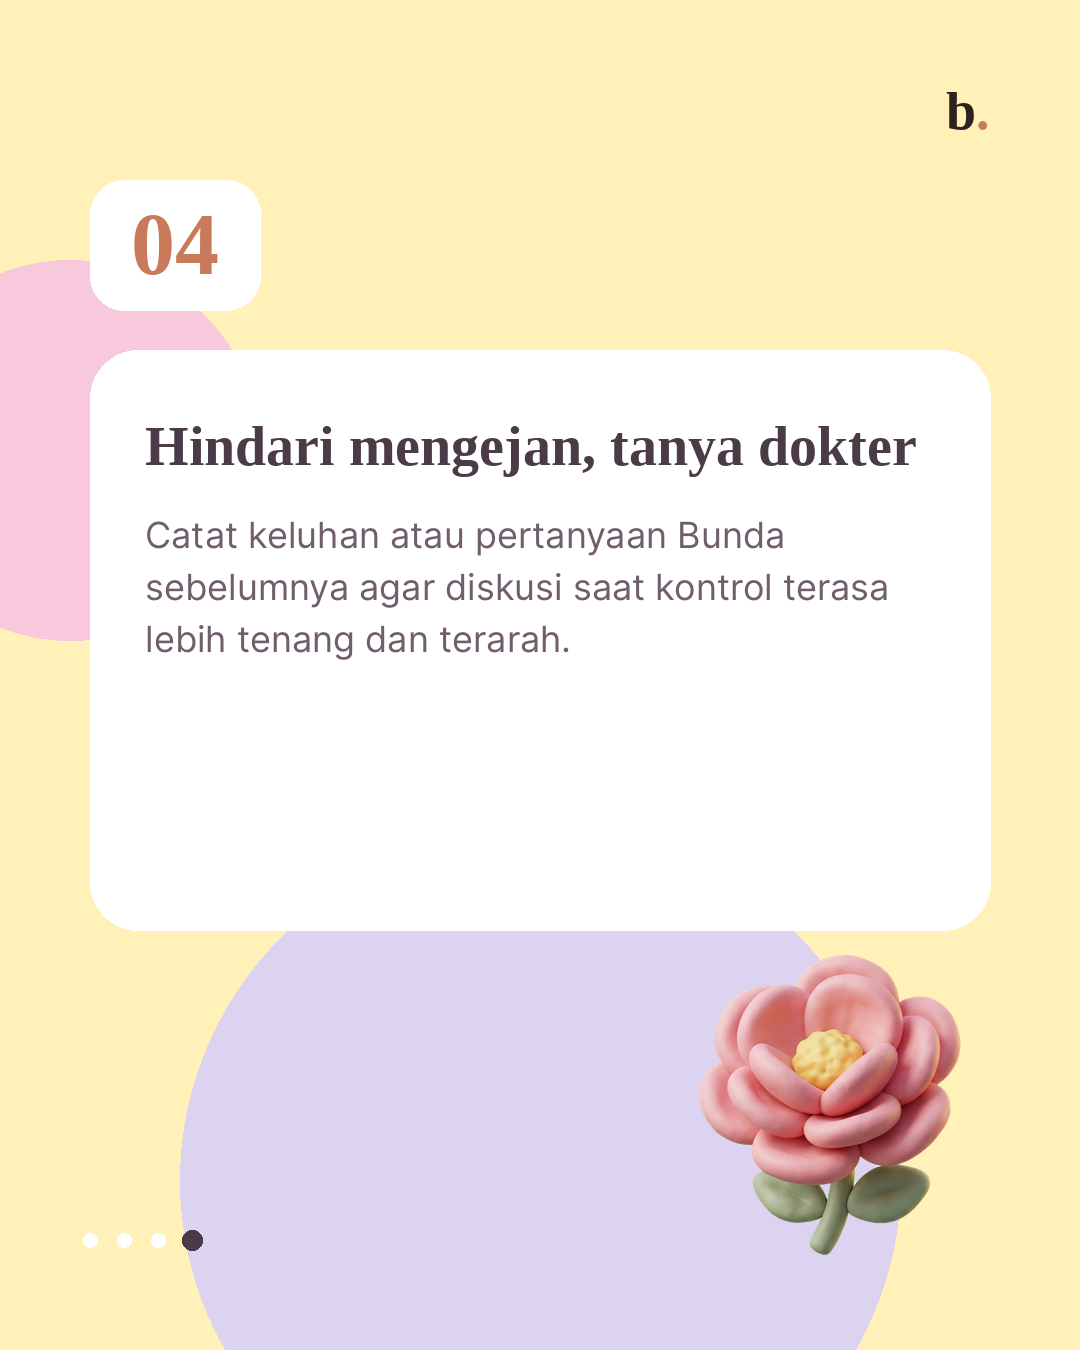 b.
04
Hindari mengejan, tanya dokter
Catat keluhan atau pertanyaan Bunda
sebelumnya agar diskusi saat kontrol terasa
lebih tenang dan terarah.